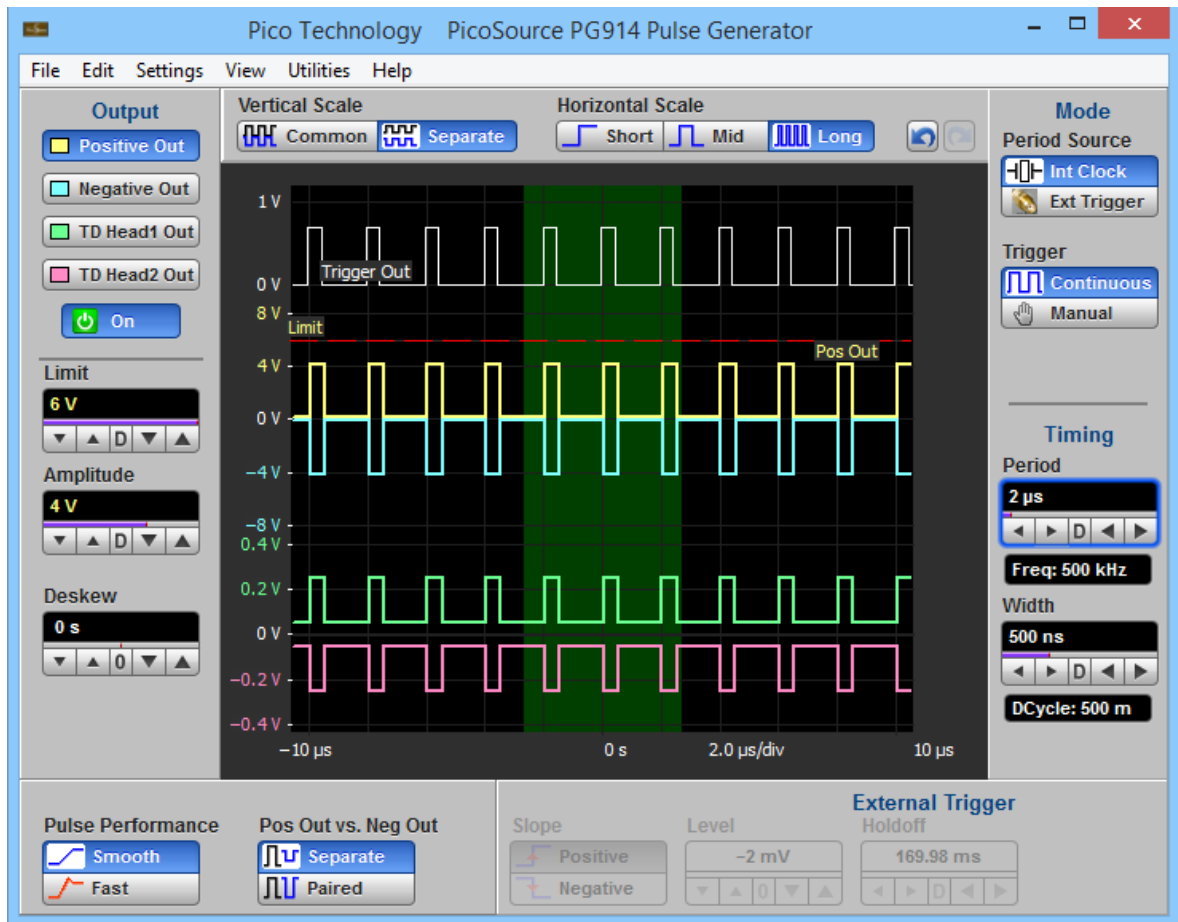 Pico Technology PicoSource PG914 Pulse Generator
File Edit Settings View Utilities Help
Output
Positive Out
Negative Out
TD Head1 Out
TD Head2 Out
On
Limit
6 V
D
Amplitude
4 V
D
Deskew
0 s
0
Vertical Scale
Common Separate
Horizontal Scale
Short Mid Long
1 V
Trigger Out
0 V
8 V
Limit
Pos Out
4 V
0 V
−4 V
−8 V
0.4 V
0.2 V
0 V
−0.2 V
−0.4 V
−10 µs 0 s 2.0 µs/div 10 µs
Mode
Period Source
Int Clock
Ext Trigger
Trigger
Continuous
Manual
Timing
Period
2 µs
D
Freq: 500 kHz
Width
500 ns
D
DCycle: 500 m
Pulse Performance
Smooth
Fast
Pos Out vs. Neg Out
Separate
Paired
External Trigger
Slope
Positive
Negative
Level
−2 mV
0
Holdoff
169.98 ms
D